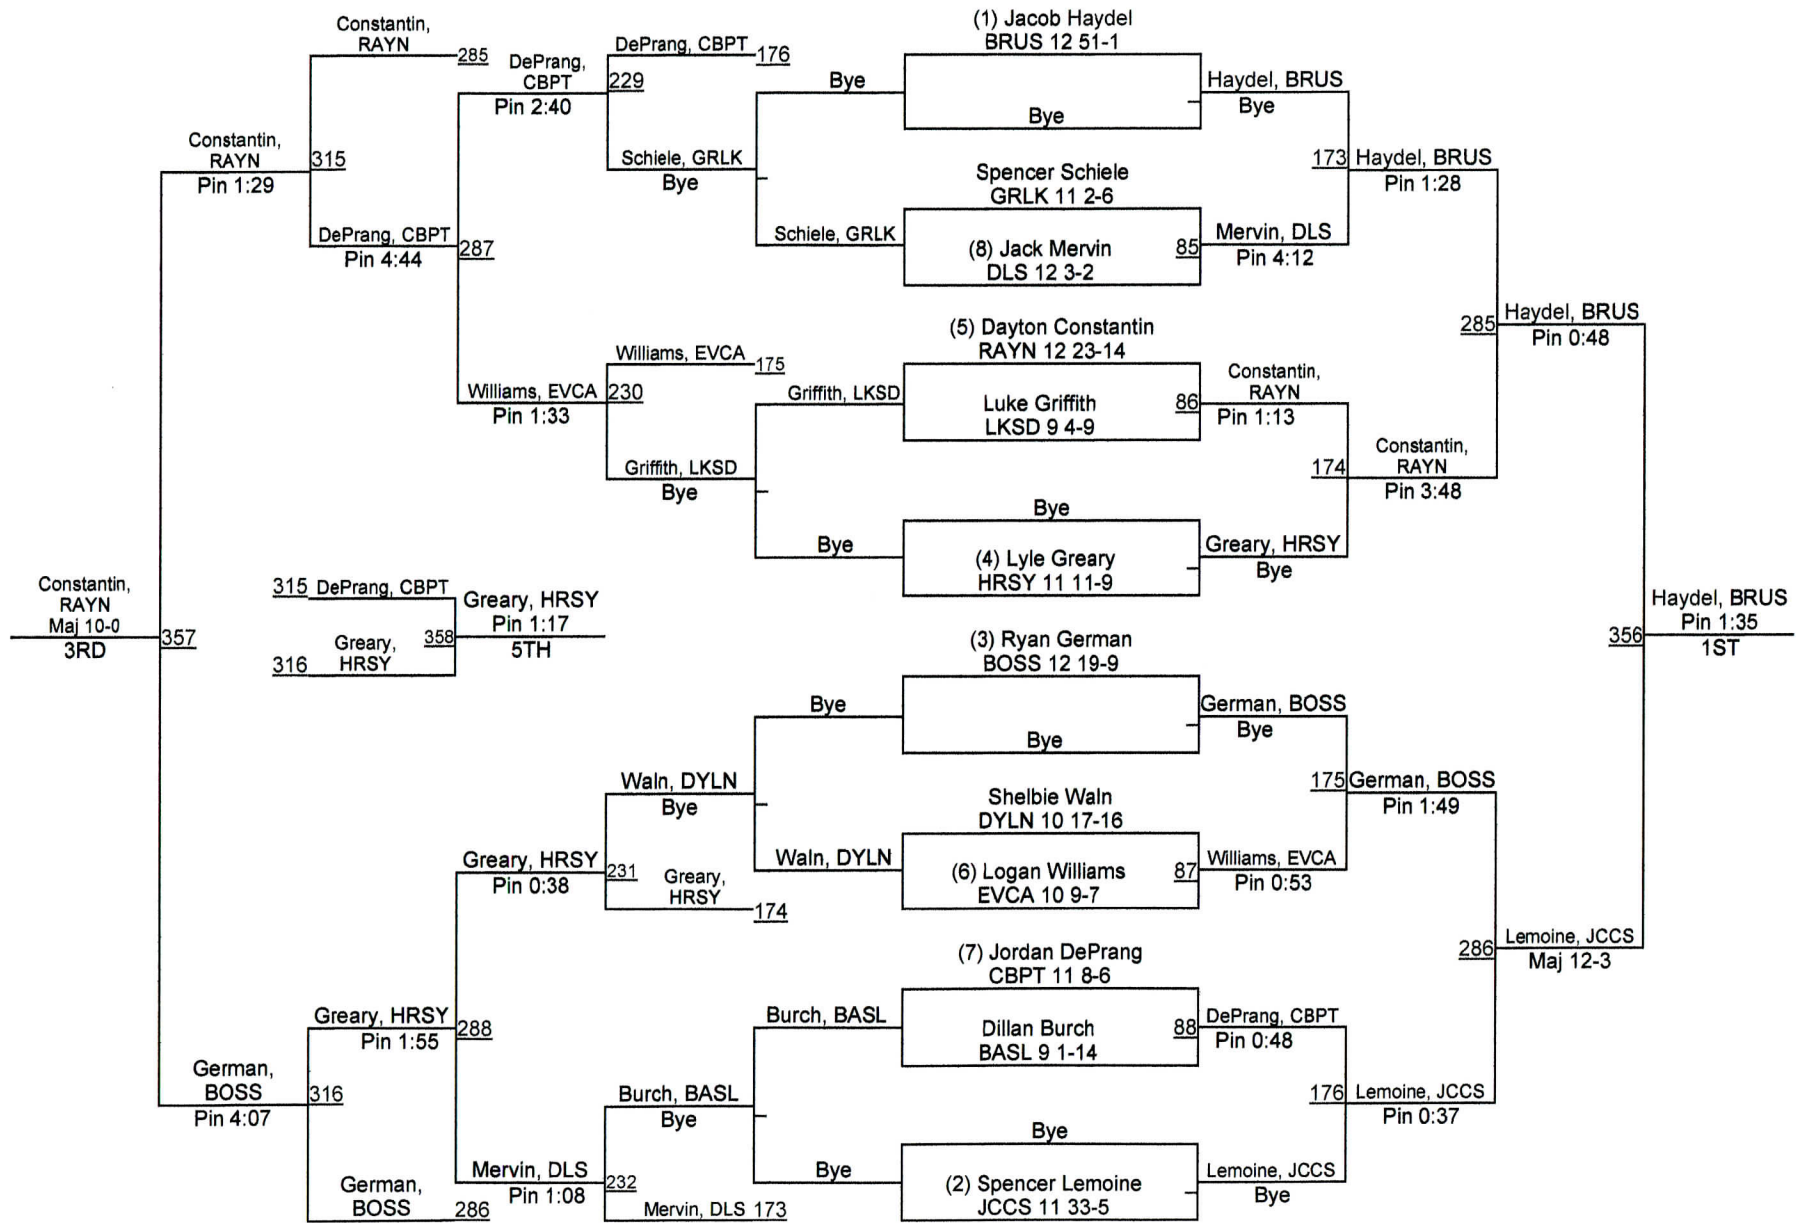 Constantin,
RAYN
285
Constantin,
RAYN
Pin 1:29
315
DePrang, CBPT
Pin 4:44
287
DePrang,
CBPT
Pin 2:40
229
DePrang, CBPT
176
Schiele, GRLK
Bye
Bye
Schiele, GRLK
Williams, EVCA
Pin 1:33
230
Williams, EVCA
175
Griffith, LKSD
Bye
Griffith, LKSD
Bye
(1) Jacob Haydel
BRUS 12 51-1
Bye
Haydel, BRUS
Bye
Spencer Schiele
GRLK 11 2-6
(8) Jack Mervin
DLS 12 3-2
85
Mervin, DLS
Pin 4:12
173
Haydel, BRUS
Pin 1:28
(5) Dayton Constantin
RAYN 12 23-14
Luke Griffith
LKSD 9 4-9
86
Constantin,
RAYN
Pin 1:13
Bye
(4) Lyle Greary
HRSY 11 11-9
Greary, HRSY
Bye
174
Constantin,
RAYN
Pin 3:48
285
Haydel, BRUS
Pin 0:48
Constantin,
RAYN
Maj 10-0
3RD
357
315
DePrang, CBPT
316
Greary,
HRSY
358
Greary, HRSY
Pin 1:17
5TH
356
Haydel, BRUS
Pin 1:35
1ST
(3) Ryan German
BOSS 12 19-9
Bye
German, BOSS
Bye
Shelbie Waln
DYLN 10 17-16
(6) Logan Williams
EVCA 10 9-7
87
Williams, EVCA
Pin 0:53
175
German, BOSS
Pin 1:49
(7) Jordan DePrang
CBPT 11 8-6
Dillan Burch
BASL 9 1-14
88
DePrang, CBPT
Pin 0:48
Bye
(2) Spencer Lemoine
JCCS 11 33-5
Lemoine, JCCS
Bye
176
Lemoine, JCCS
Pin 0:37
286
Lemoine, JCCS
Maj 12-3
Bye
Waln, DYLN
Waln, DYLN
Bye
Greary, HRSY
Pin 0:38
231
Greary,
HRSY
174
Greary, HRSY
Pin 1:55
288
German,
BOSS
Pin 4:07
316
German,
BOSS
286
Burch, BASL
Bye
Burch, BASL
Bye
Mervin, DLS
Pin 1:08
232
Mervin, DLS
173